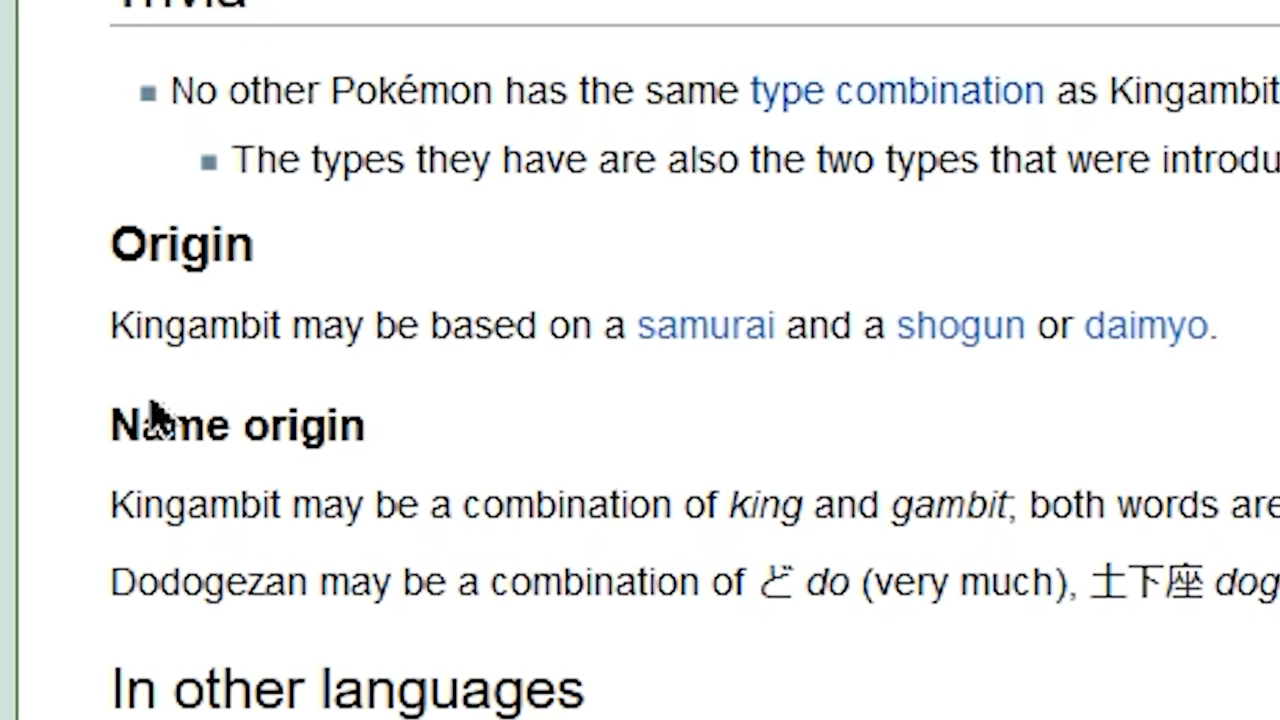 Trivia
No other Pokémon has the same type combination as Kingambit
The types they have are also the two types that were introdu
Origin
Kingambit may be based on a samurai and a shogun or daimyo.
Name origin
Kingambit may be a combination of king and gambit; both words are
Dodogezan may be a combination of ど do (very much), 土下座 dog
In other languages